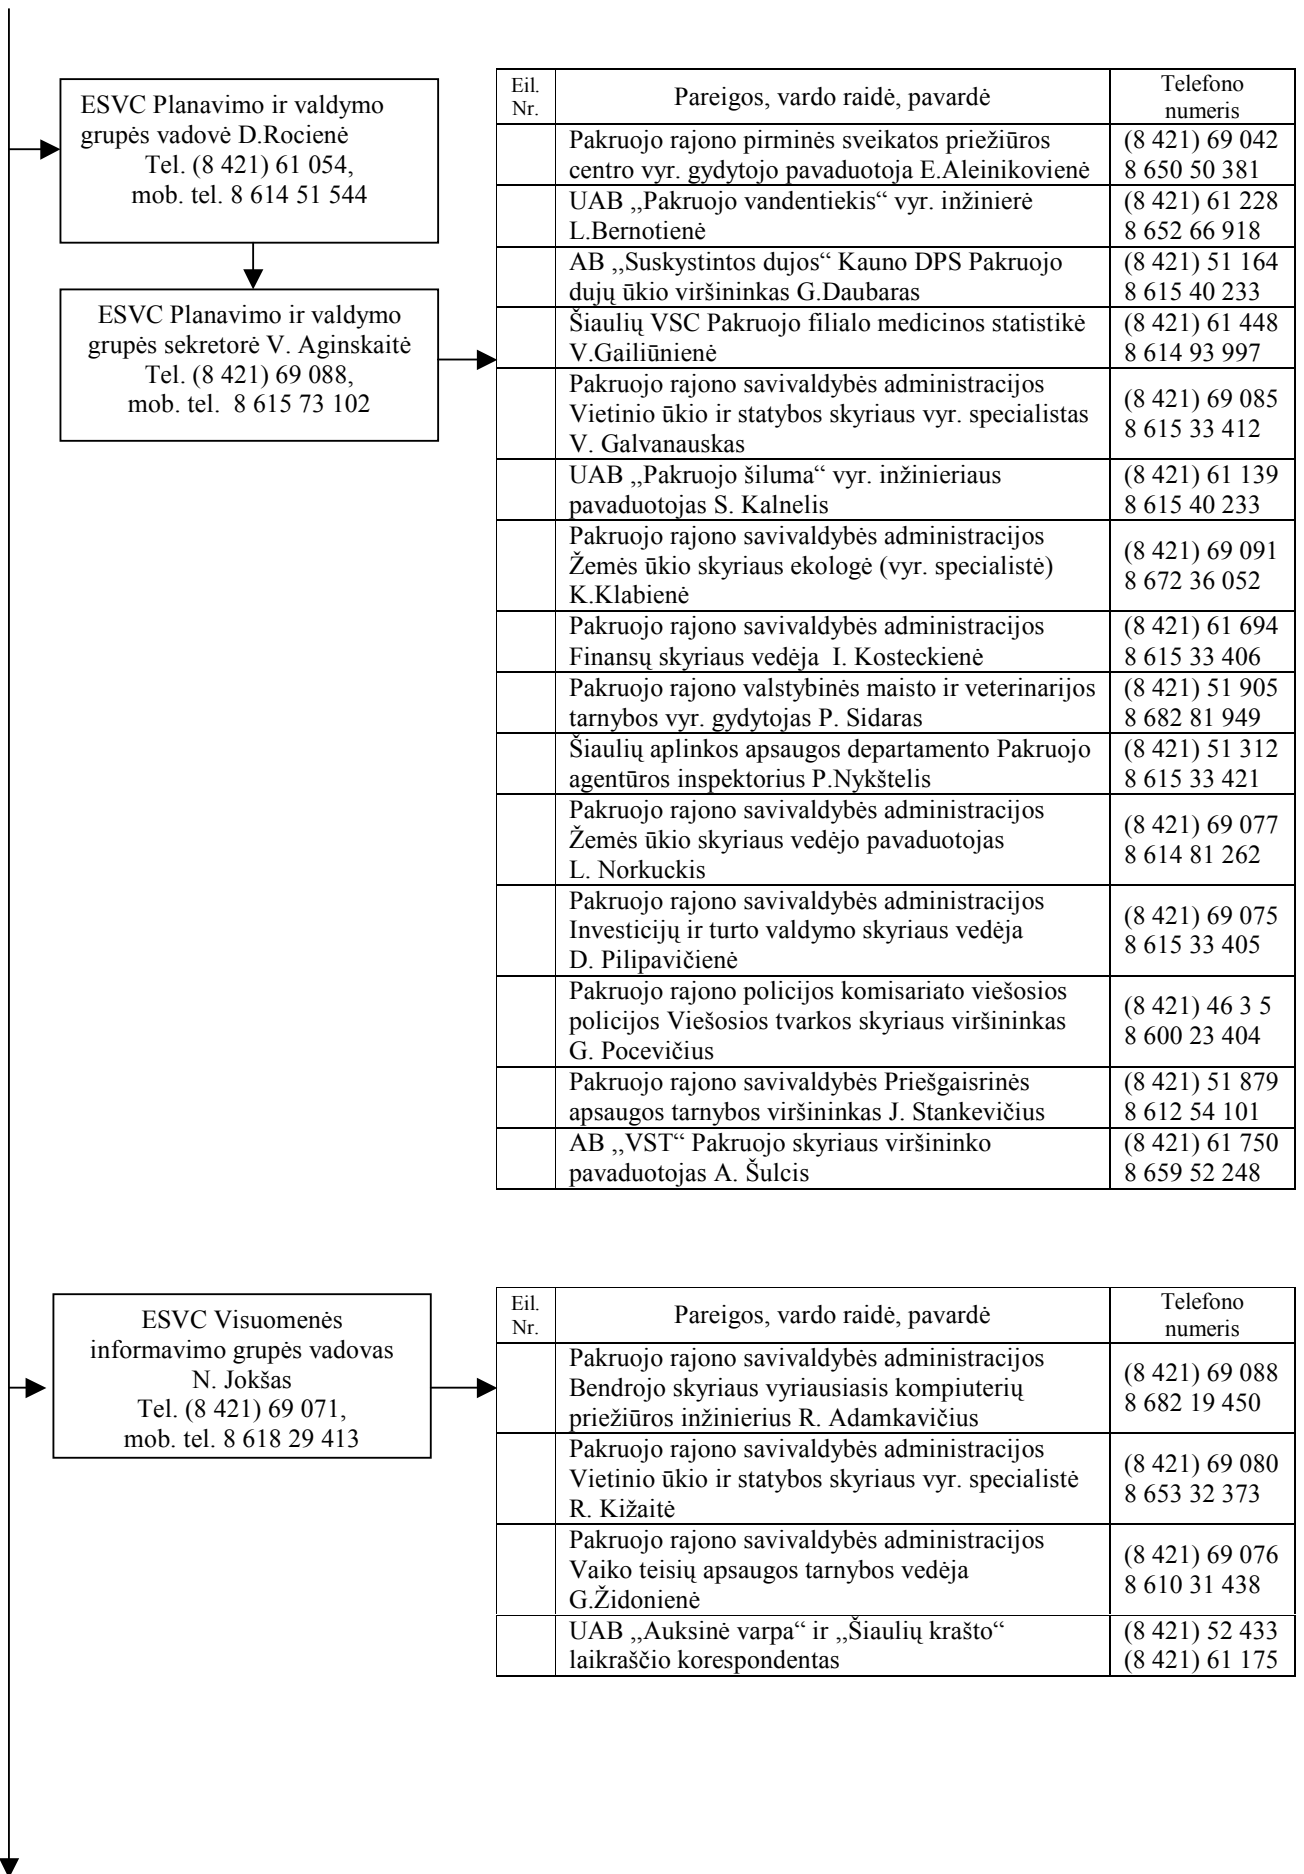 ESVC Planavimo ir valdymo
grupės vadovė D.Rocienė
Tel. (8 421) 61 054,
mob. tel. 8 614 51 544
ESVC Planavimo ir valdymo
grupės sekretorė V. Aginskaitė
Tel. (8 421) 69 088,
mob. tel. 8 615 73 102
Eil. Nr. Pareigos, vardo raidė, pavardė Telefono numeris
Pakruojo rajono pirminės sveikatos priežiūros (8 421) 69 042
centro vyr. gydytojo pavaduotoja E.Aleinikovienė 8 650 50 381
UAB ,,Pakruojo vandentiekis“ vyr. inžinierė (8 421) 61 228
L.Bernotienė 8 652 66 918
AB ,,Suskystintos dujos“ Kauno DPS Pakruojo (8 421) 51 164
dujų ūkio viršininkas G.Daubaras 8 615 40 233
Šiaulių VSC Pakruojo filialo medicinos statistikė (8 421) 61 448
V.Gailiūnienė 8 614 93 997
Pakruojo rajono savivaldybės administracijos
Vietinio ūkio ir statybos skyriaus vyr. specialistas
V. Galvanauskas
(8 421) 69 085
8 615 33 412
UAB ,,Pakruojo šiluma“ vyr. inžinieriaus (8 421) 61 139
pavaduotojas S. Kalnelis 8 615 40 233
Pakruojo rajono savivaldybės administracijos
Žemės ūkio skyriaus ekologė (vyr. specialistė)
K.Klabienė
(8 421) 69 091
8 672 36 052
Pakruojo rajono savivaldybės administracijos (8 421) 61 694
Finansų skyriaus vedėja I. Kosteckienė 8 615 33 406
Pakruojo rajono valstybinės maisto ir veterinarijos (8 421) 51 905
tarnybos vyr. gydytojas P. Sidaras 8 682 81 949
Šiaulių aplinkos apsaugos departamento Pakruojo (8 421) 51 312
agentūros inspektorius P.Nykštelis 8 615 33 421
Pakruojo rajono savivaldybės administracijos
Žemės ūkio skyriaus vedėjo pavaduotojas
L. Norkuckis
(8 421) 69 077
8 614 81 262
Pakruojo rajono savivaldybės administracijos
Investicijų ir turto valdymo skyriaus vedėja
D. Pilipavičienė
(8 421) 69 075
8 615 33 405
Pakruojo rajono policijos komisariato viešosios
policijos Viešosios tvarkos skyriaus viršininkas
G. Pocevičius
(8 421) 46 3 5
8 600 23 404
Pakruojo rajono savivaldybės Priešgaisrinės (8 421) 51 879
apsaugos tarnybos viršininkas J. Stankevičius 8 612 54 101
AB ,,VST“ Pakruojo skyriaus viršininko (8 421) 61 750
pavaduotojas A. Šulcis 8 659 52 248
ESVC Visuomenės
informavimo grupės vadovas
N. Jokšas
Tel. (8 421) 69 071,
mob. tel. 8 618 29 413
Eil. Nr. Pareigos, vardo raidė, pavardė Telefono numeris
Pakruojo rajono savivaldybės administracijos
Bendrojo skyriaus vyriausiasis kompiuterių
priežiūros inžinierius R. Adamkavičius
(8 421) 69 088
8 682 19 450
Pakruojo rajono savivaldybės administracijos
Vietinio ūkio ir statybos skyriaus vyr. specialistė
R. Kižaitė
(8 421) 69 080
8 653 32 373
Pakruojo rajono savivaldybės administracijos
Vaiko teisių apsaugos tarnybos vedėja
G.Židonienė
(8 421) 69 076
8 610 31 438
UAB ,,Auksinė varpa“ ir ,,Šiaulių krašto“ (8 421) 52 433
laikraščio korespondentas (8 421) 61 175